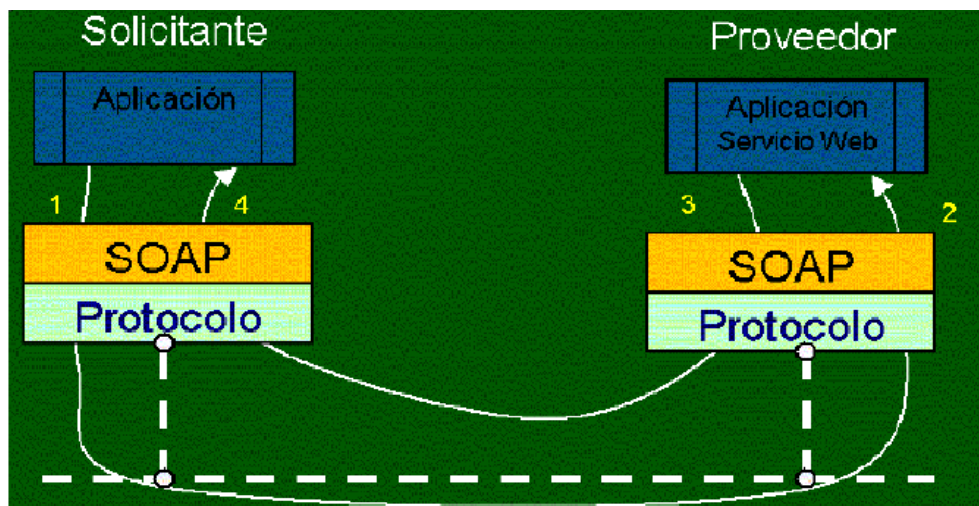 Solicitante
Proveedor
Aplicación
Aplicación
Servicio Web
1
4
3
2
SOAP
SOAP
Protocolo
Protocolo